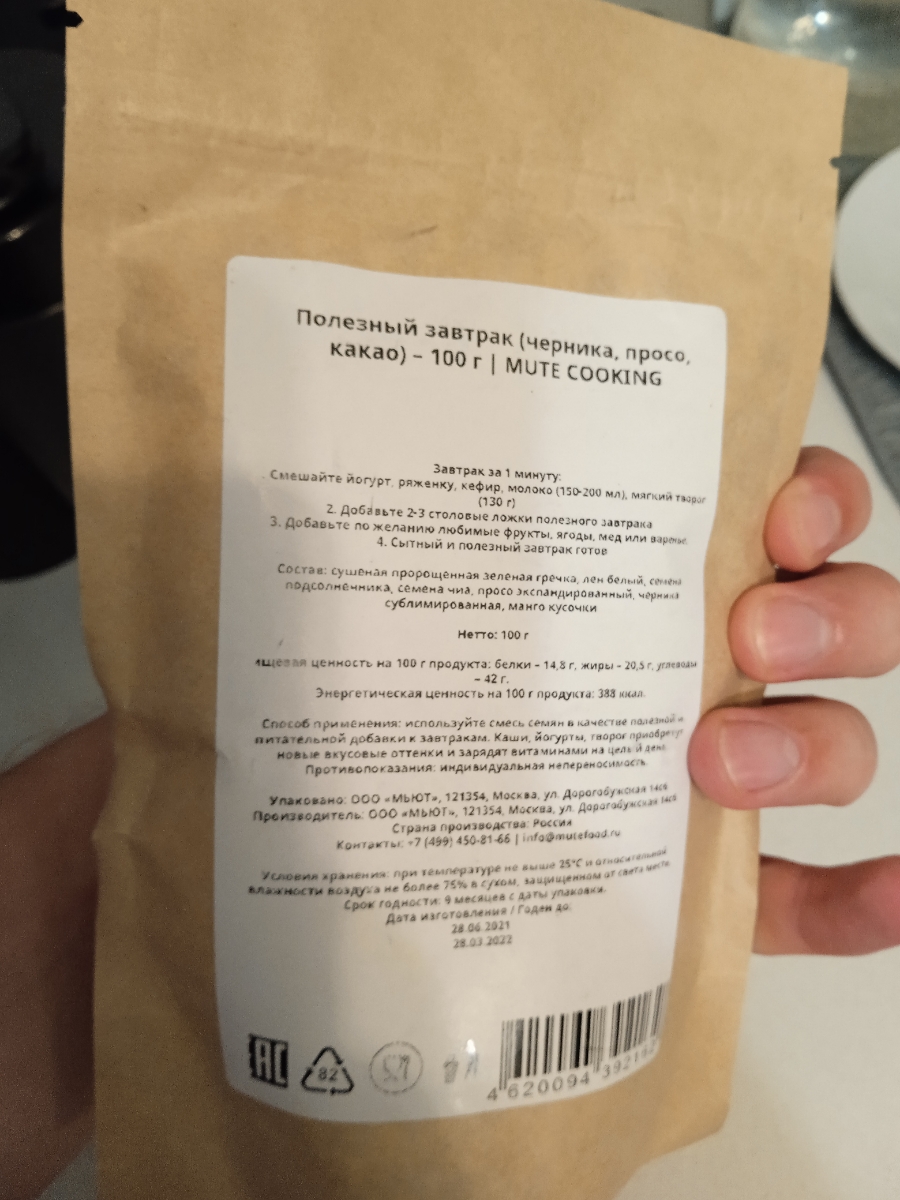 Полезный завтрак (черника, просо,
какао) – 100 г | MUTE COOKING
Завтрак за 1 минуту:
. Смешайте йогурт, ряженку, кефир, молоко (150-200 мл), мягкий творог
(130 г)
2. Добавьте 2-3 столовые ложки полезного завтрака
3. Добавьте по желанию любимые фрукты, ягоды, мед или варенье.
4. Сытный и полезный завтрак готов
Состав: сушеная пророщенная зеленая гречка, лен белый, семена
подсолнечника, семена чиа, просо экспандированный, черника
сублимированная, манго кусочки
Нетто: 100 г
ищевая ценность на 100 г продукта: белки – 14,8 г, жиры – 20,5 г, углеводы
– 42 г.
Энергетическая ценность на 100 г продукта: 388 ккал.
Способ применения: используйте смесь семян в качестве полезной и
питательной добавки к завтракам. Каши, йогурты, творог приобретут
новые вкусовые оттенки и зарядят витаминами на целый день.
Противопоказания: индивидуальная непереносимость.
Упаковано: ООО «МЬЮТ», 121354, Москва, ул. Дорогобужская
Производитель: ООО «МЬЮТ», 121354, Москва, ул. Дорогобужская
Страна производства: Россия
Контакты: +7 (499) 450-81-66 | info@mutefood.ru
Условия хранения: при температуре не выше 25°С и относительной
влажности воздуха не более 75% в сухом, защищенном от света месте.
Срок годности: 9 месяцев с даты упаковки.
Дата изготовления / Годен до:
28.06.2021
28.03.2022
EAC
82
4 620094